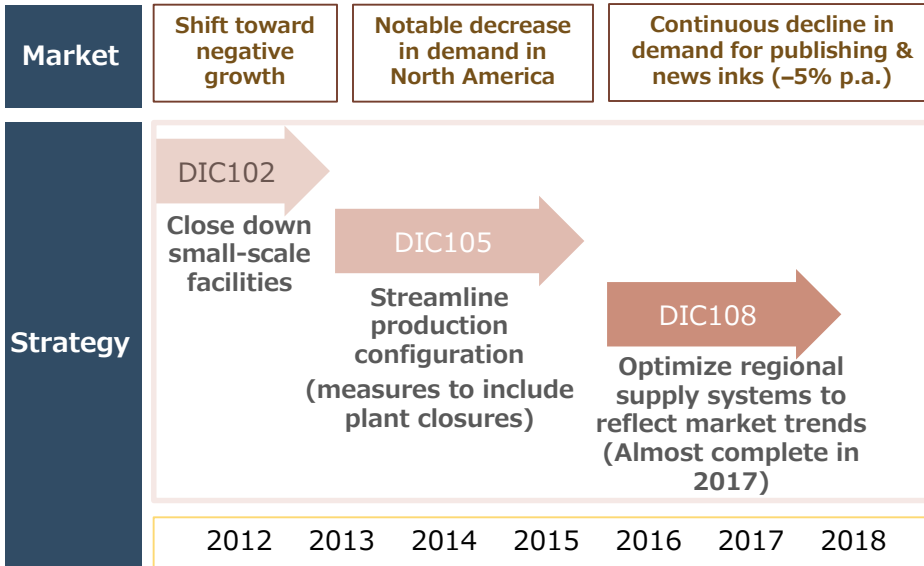 Market
Shift toward
negative
growth
Notable decrease
in demand in
North America
Continuous decline in
demand for publishing &
news inks (–5% p.a.)
Strategy
DIC102
Close down
small-scale
facilities
DIC105
Streamline
production
configuration
(measures to include
plant closures)
DIC108
Optimize regional
supply systems to
reflect market trends
(Almost complete in
2017)
2012 2013 2014 2015 2016 2017 2018